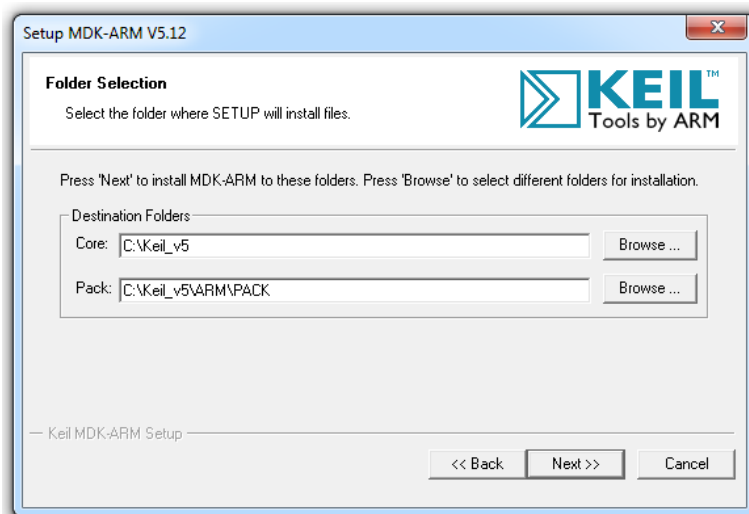 Setup MDK-ARM V5.12
Folder Selection
Select the folder where SETUP will install files.
KEIL™
Tools by ARM
Press 'Next' to install MDK-ARM to these folders. Press 'Browse' to select different folders for installation.
Destination Folders
Core: C:\Keil_v5 Browse ...
Pack: C:\Keil_v5\ARM\PACK Browse ...
Keil MDK-ARM Setup
<< Back Next >> Cancel